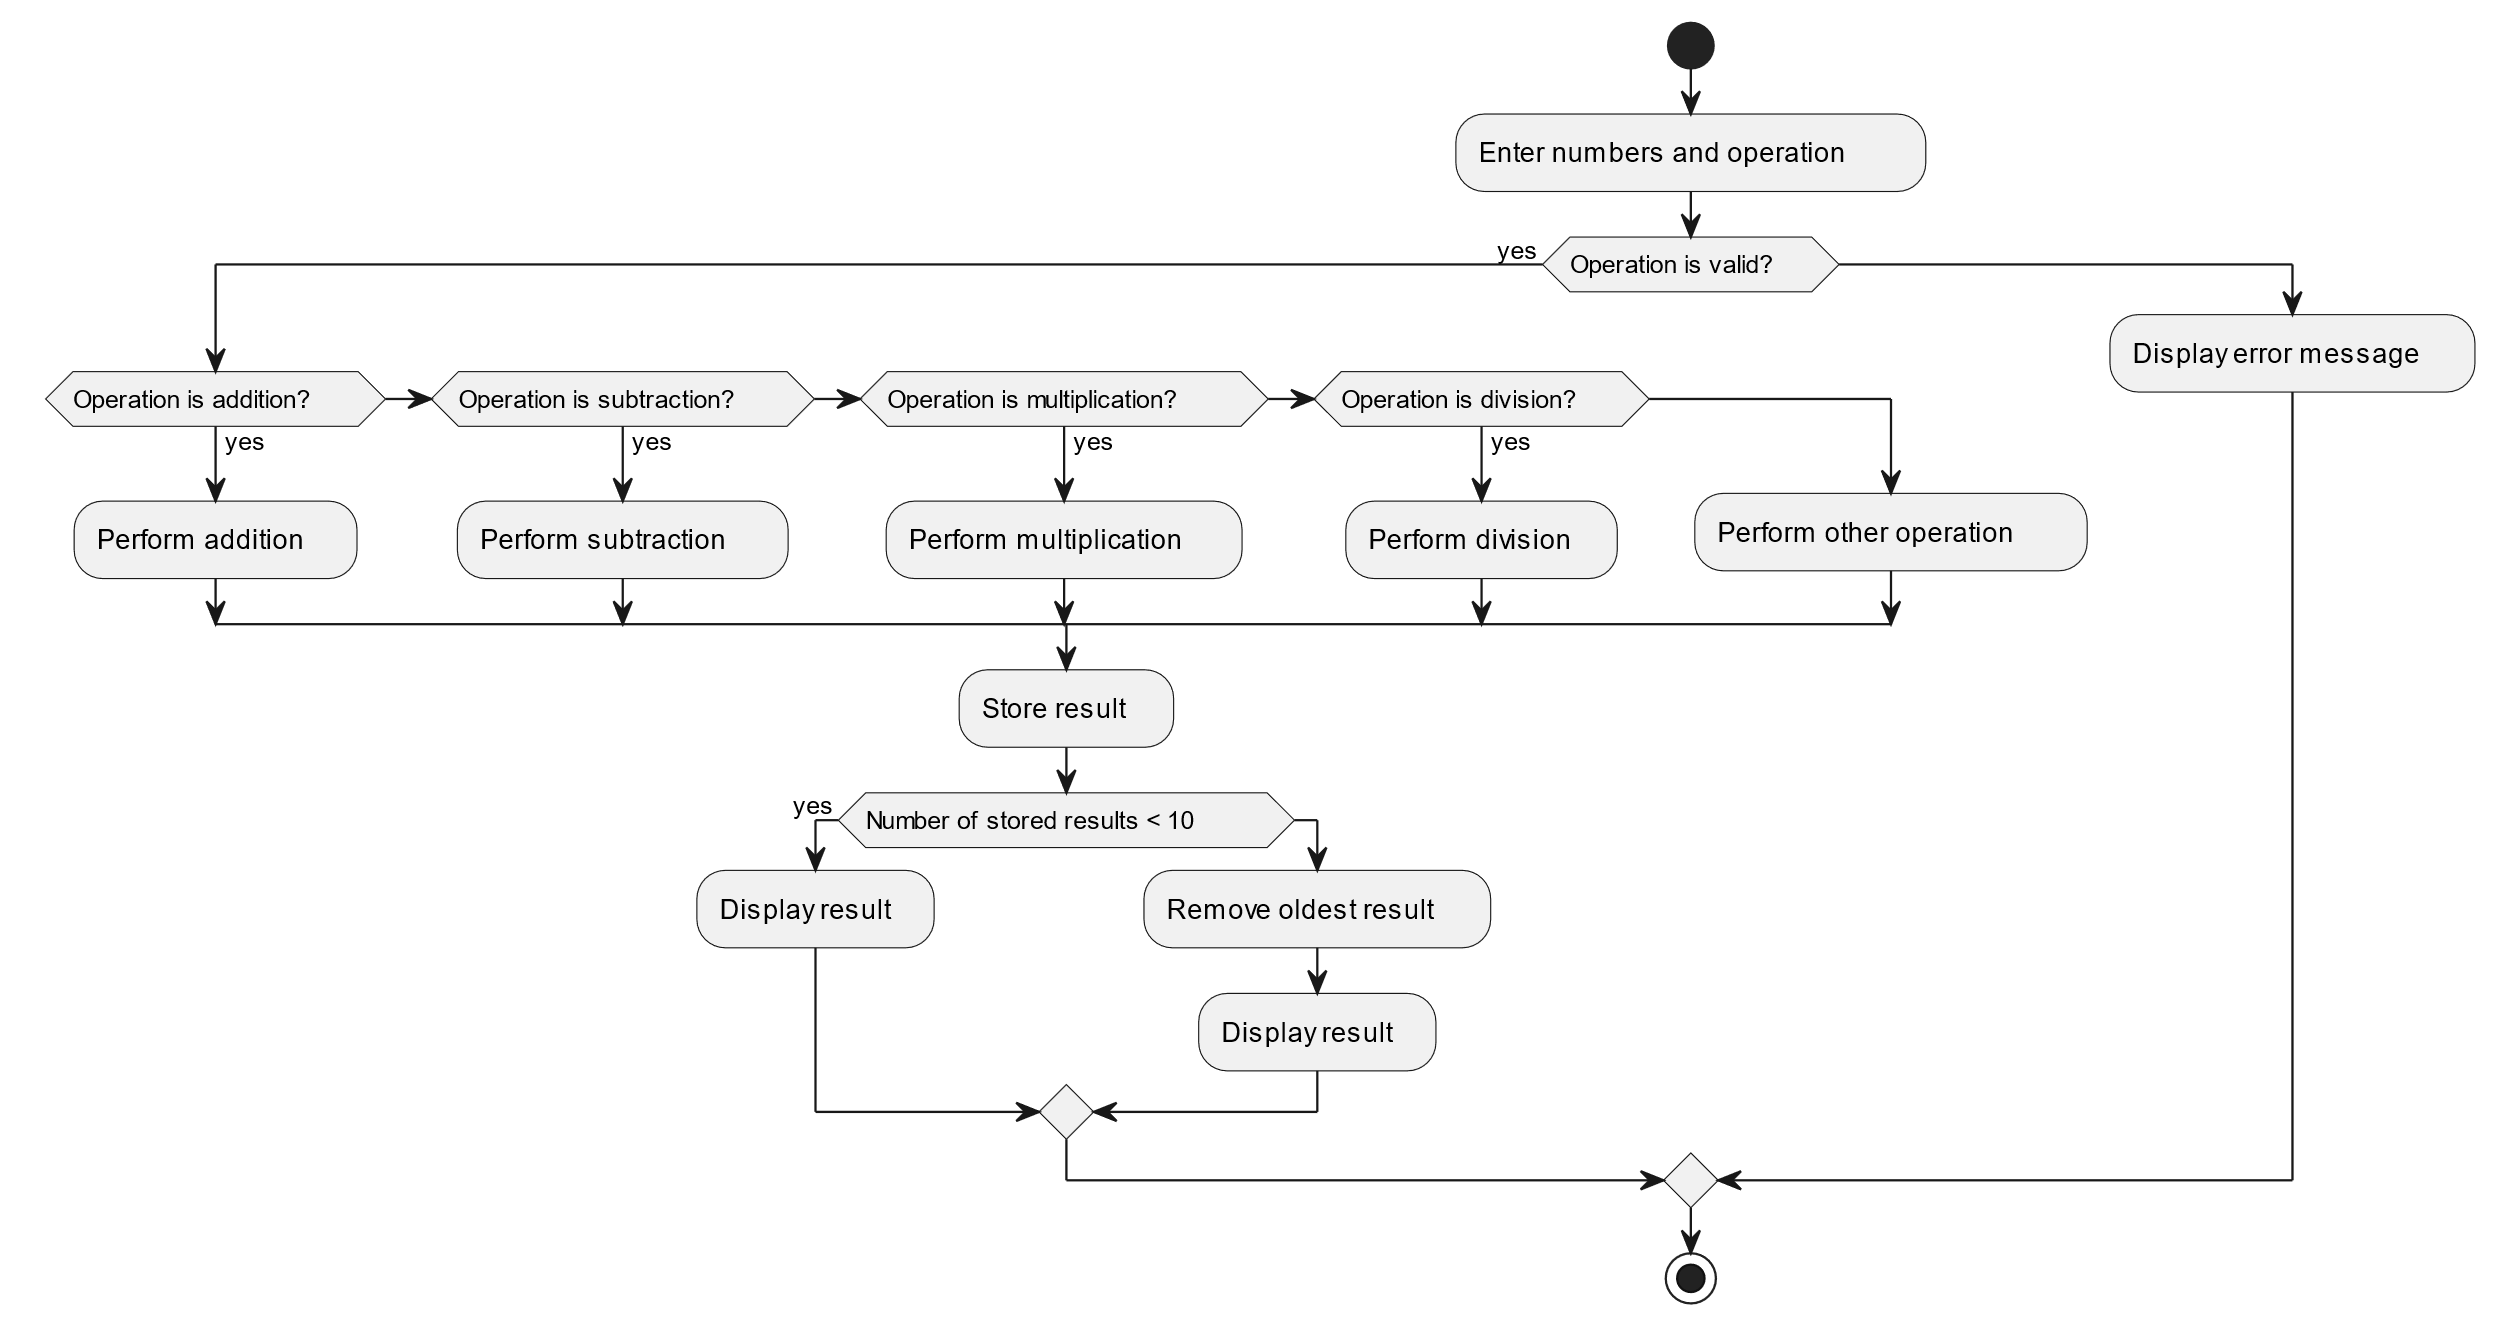 Enter numbers and operation
yes
Operation is valid?
Display error message
Operation is addition?
Operation is subtraction?
Operation is multiplication?
Operation is division?
yes
yes
yes
yes
Perform addition
Perform subtraction
Perform multiplication
Perform division
Perform other operation
Store result
yes
Number of stored results < 10
Display result
Remove oldest result
Display result